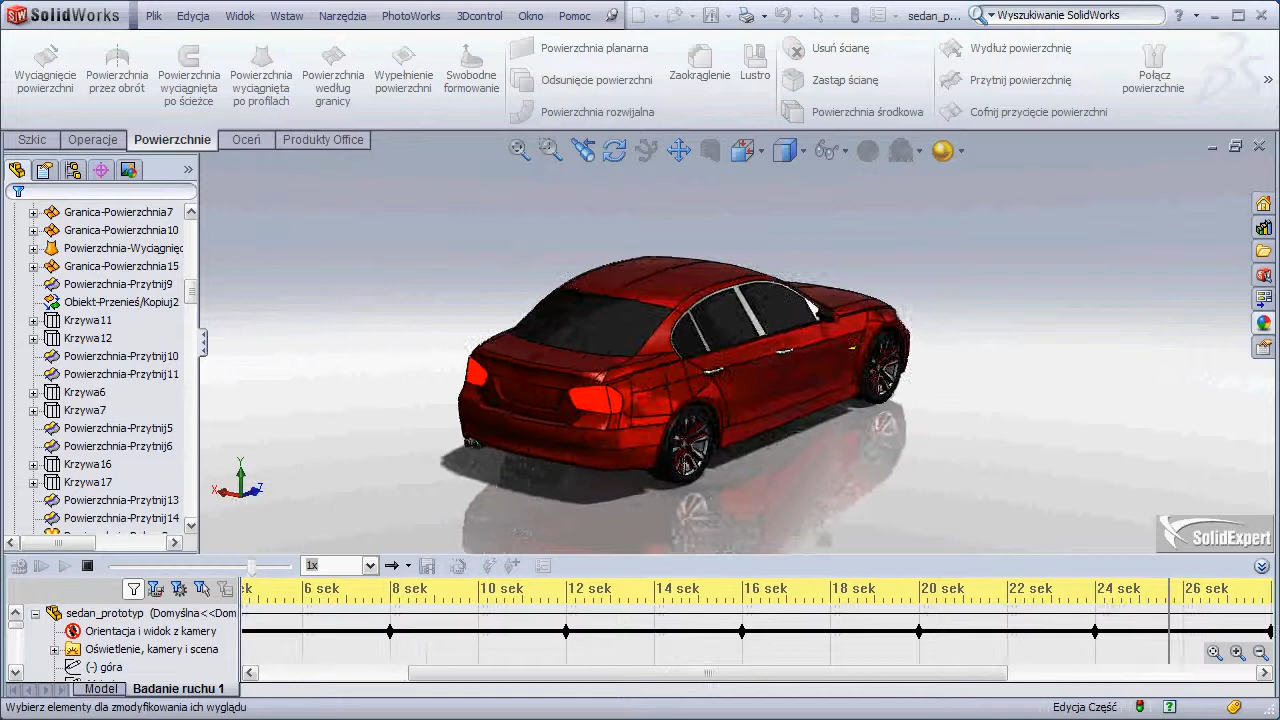 SolidWorks
Plik Edycja Widok Wstaw Narzędzia PhotoWorks 3Dcontrol Okno Pomoc
sedan_p...
Wyszukiwanie SolidWorks
Wyciągnięcie powierzchni
Powierzchnia przez obrót
Powierzchnia wyciągnięta po ścieżce
Powierzchnia wyciągnięta po profilach
Powierzchnia według granicy
Wypełnienie powierzchni
Swobodne formowanie
Powierzchnia planarna
Odsunięcie powierzchni
Powierzchnia rozwijalna
Zaokrąglenie
Lustro
Usuń ścianę
Zastąp ścianę
Powierzchnia środkowa
Wydłuż powierzchnię
Przytnij powierzchnię
Cofnij przycięcie powierzchni
Połącz powierzchnie
Szkic Operacje Powierzchnie Oceń Produkty Office
Granica-Powierzchnia7
Granica-Powierzchnia10
Powierzchnia-Wyciągnięc
Granica-Powierzchnia15
Powierzchnia-Przytnij9
Obiekt-Przenieś/Kopiuj2
Krzywa11
Krzywa12
Powierzchnia-Przytnij10
Powierzchnia-Przytnij11
Krzywa6
Krzywa7
Powierzchnia-Przytnij5
Powierzchnia-Przytnij6
Krzywa16
Krzywa17
Powierzchnia-Przytnij13
Powierzchnia-Przytnij14
Y
X Z
SolidExpert
1x
6 sek 8 sek 10 sek 12 sek 14 sek 16 sek 18 sek 20 sek 22 sek 24 sek 26 sek
sedan_prototyp (Domyślna<<Dom
Orientacja i widok z kamery
Oświetlenie, kamery i scena
(-) góra
Model Badanie ruchu 1
Wybierz elementy dla zmodyfikowania ich wyglądu
Edycja Część